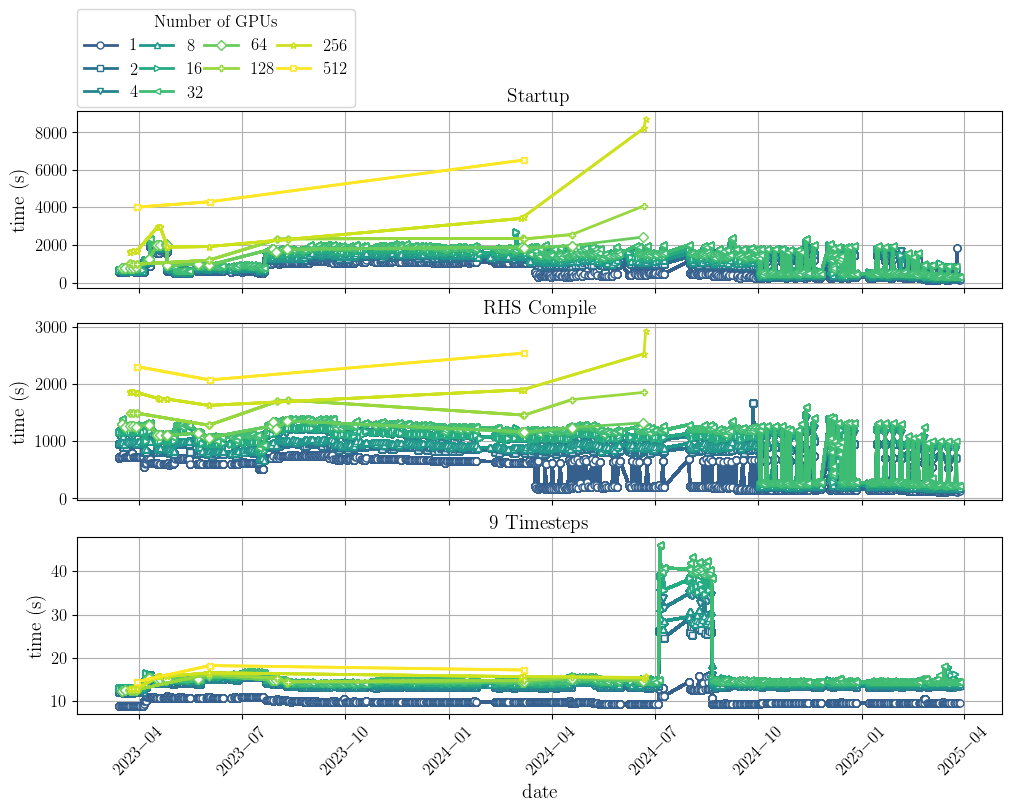 Number of GPUs
1 8 64 256
2 16 128 512
4 32
Startup
8000
6000
4000
2000
0
time (s)
RHS Compile
3000
2000
1000
0
time (s)
9 Timesteps
40
30
20
10
time (s)
2023−04 2023−07 2023−10 2024−01 2024−04 2024−07 2024−10 2025−01 2025−04
date